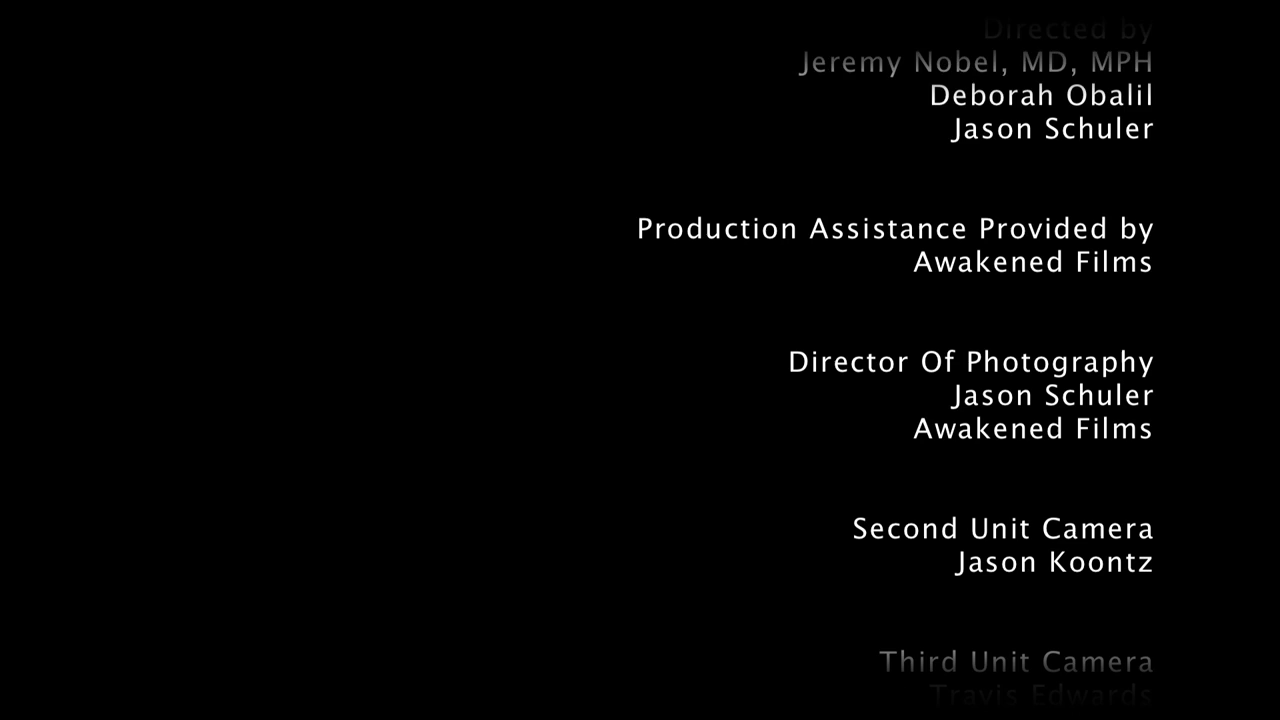 Directed by
Jeremy Nobel, MD, MPH
Deborah Obalil
Jason Schuler
Production Assistance Provided by
Awakened Films
Director Of Photography
Jason Schuler
Awakened Films
Second Unit Camera
Jason Koontz
Third Unit Camera
Travis Edwards